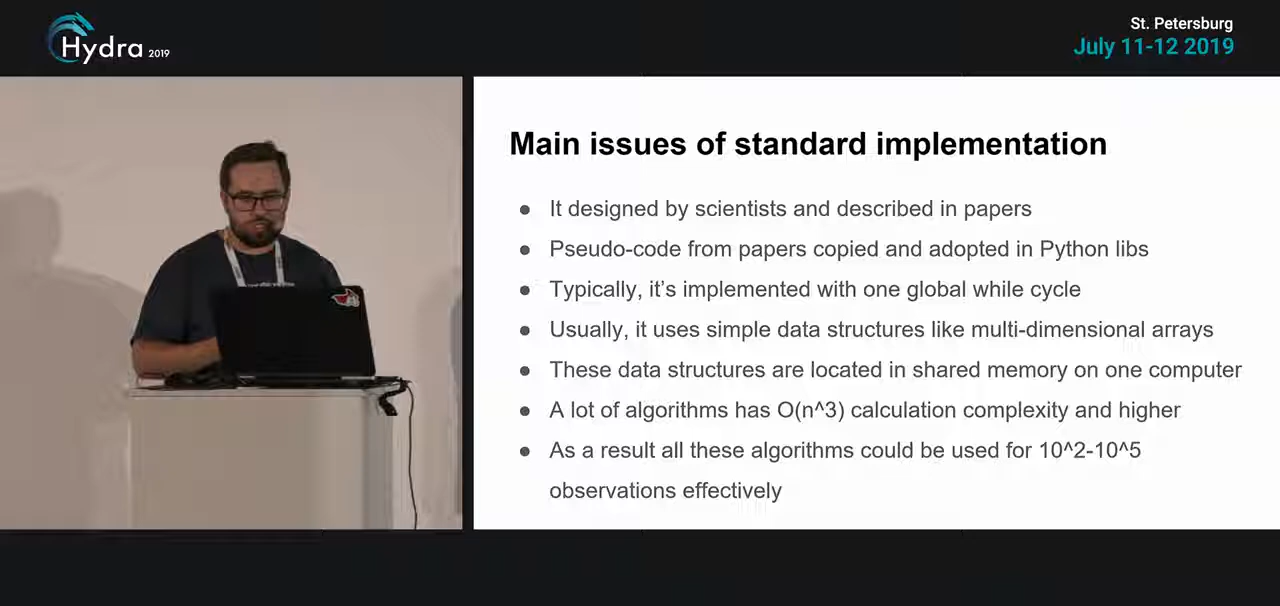 Hydra 2019
St. Petersburg
July 11-12 2019
Main issues of standard implementation
● It designed by scientists and described in papers
● Pseudo-code from papers copied and adopted in Python libs
● Typically, it's implemented with one global while cycle
● Usually, it uses simple data structures like multi-dimensional arrays
● These data structures are located in shared memory on one computer
● A lot of algorithms has O(n^3) calculation complexity and higher
● As a result all these algorithms could be used for 10^2-10^5
observations effectively